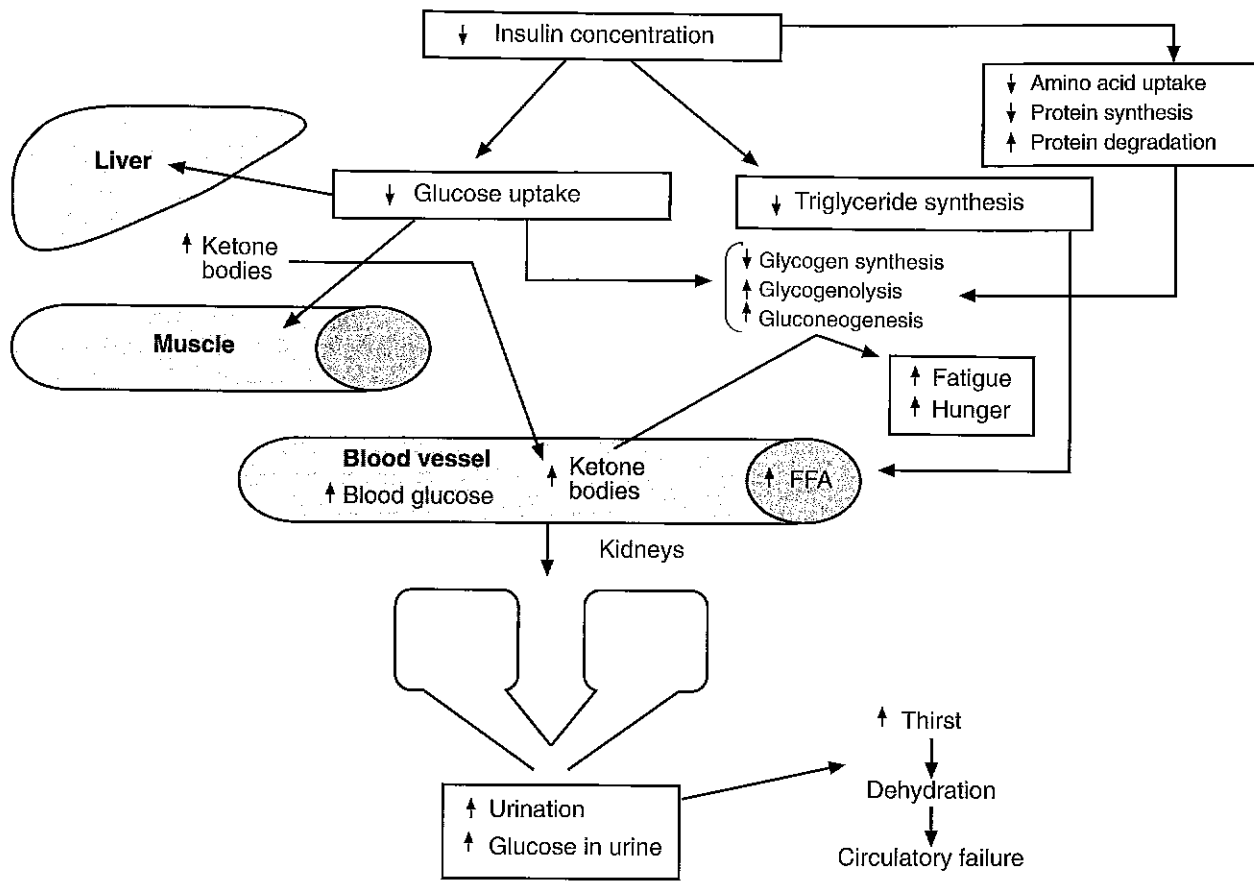 ↓ Insulin concentration
↓ Amino acid uptake
↓ Protein synthesis
↑ Protein degradation
Liver
↓ Glucose uptake
↓ Triglyceride synthesis
↑ Ketone
bodies
↓ Glycogen synthesis
↑ Glycogenolysis
↑ Gluconeogenesis
Muscle
↑ Fatigue
↑ Hunger
Blood vessel
↑ Blood glucose
↑ Ketone
bodies
↑ FFA
Kidneys
↑ Thirst
Dehydration
Circulatory failure
↑ Urination
↑ Glucose in urine